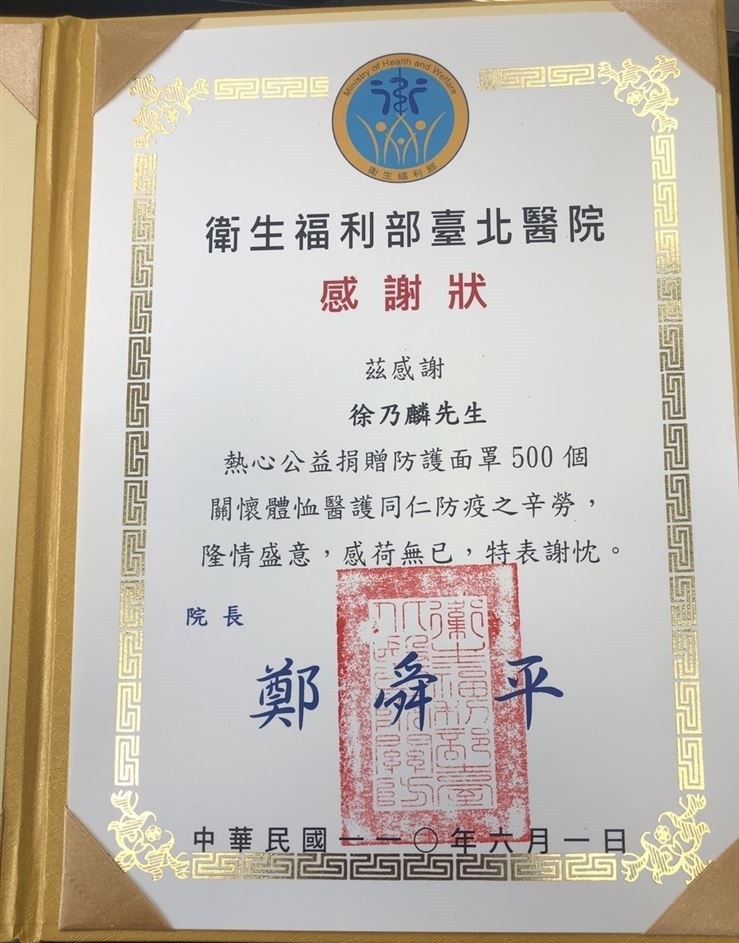 Ministry of Health and Welfare
衛生福利部
衛生福利部臺北醫院
感謝狀
茲感謝
徐乃麟先生
熱心公益捐贈防護面罩500個
關懷體恤醫護同仁防疫之辛勞，
隆情盛意，感荷無已，特表謝忱。
院長
鄭舜平
中華民國一一〇年六月一日